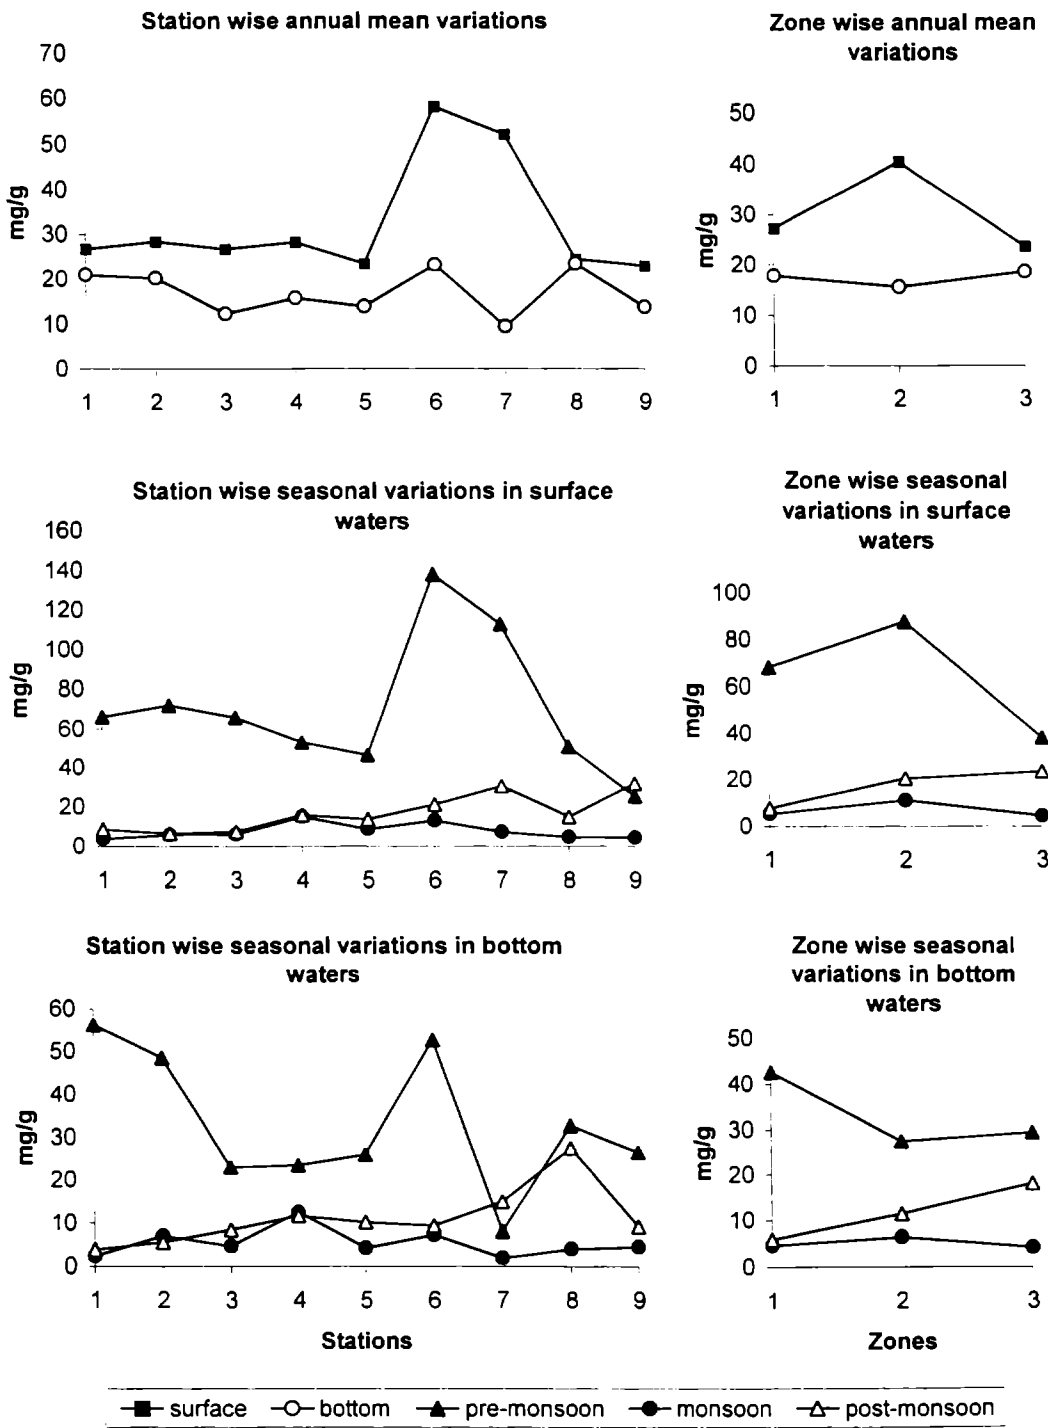 Station wise annual mean variations
70
60
50
40
30
20
10
0
mg/g
1 2 3 4 5 6 7 8 9
Zone wise annual mean
variations
50
40
30
20
10
0
mg/g
1 2 3
Station wise seasonal variations in surface
waters
160
140
120
100
80
60
40
20
0
mg/g
1 2 3 4 5 6 7 8 9
Zone wise seasonal
variations in surface
waters
100
80
60
40
20
0
mg/g
1 2 3
Station wise seasonal variations in bottom
waters
60
50
40
30
20
10
0
mg/g
1 2 3 4 5 6 7 8 9
Stations
Zone wise seasonal
variations in bottom
waters
50
40
30
20
10
0
mg/g
1 2 3
Zones
surface bottom pre-monsoon monsoon post-monsoon